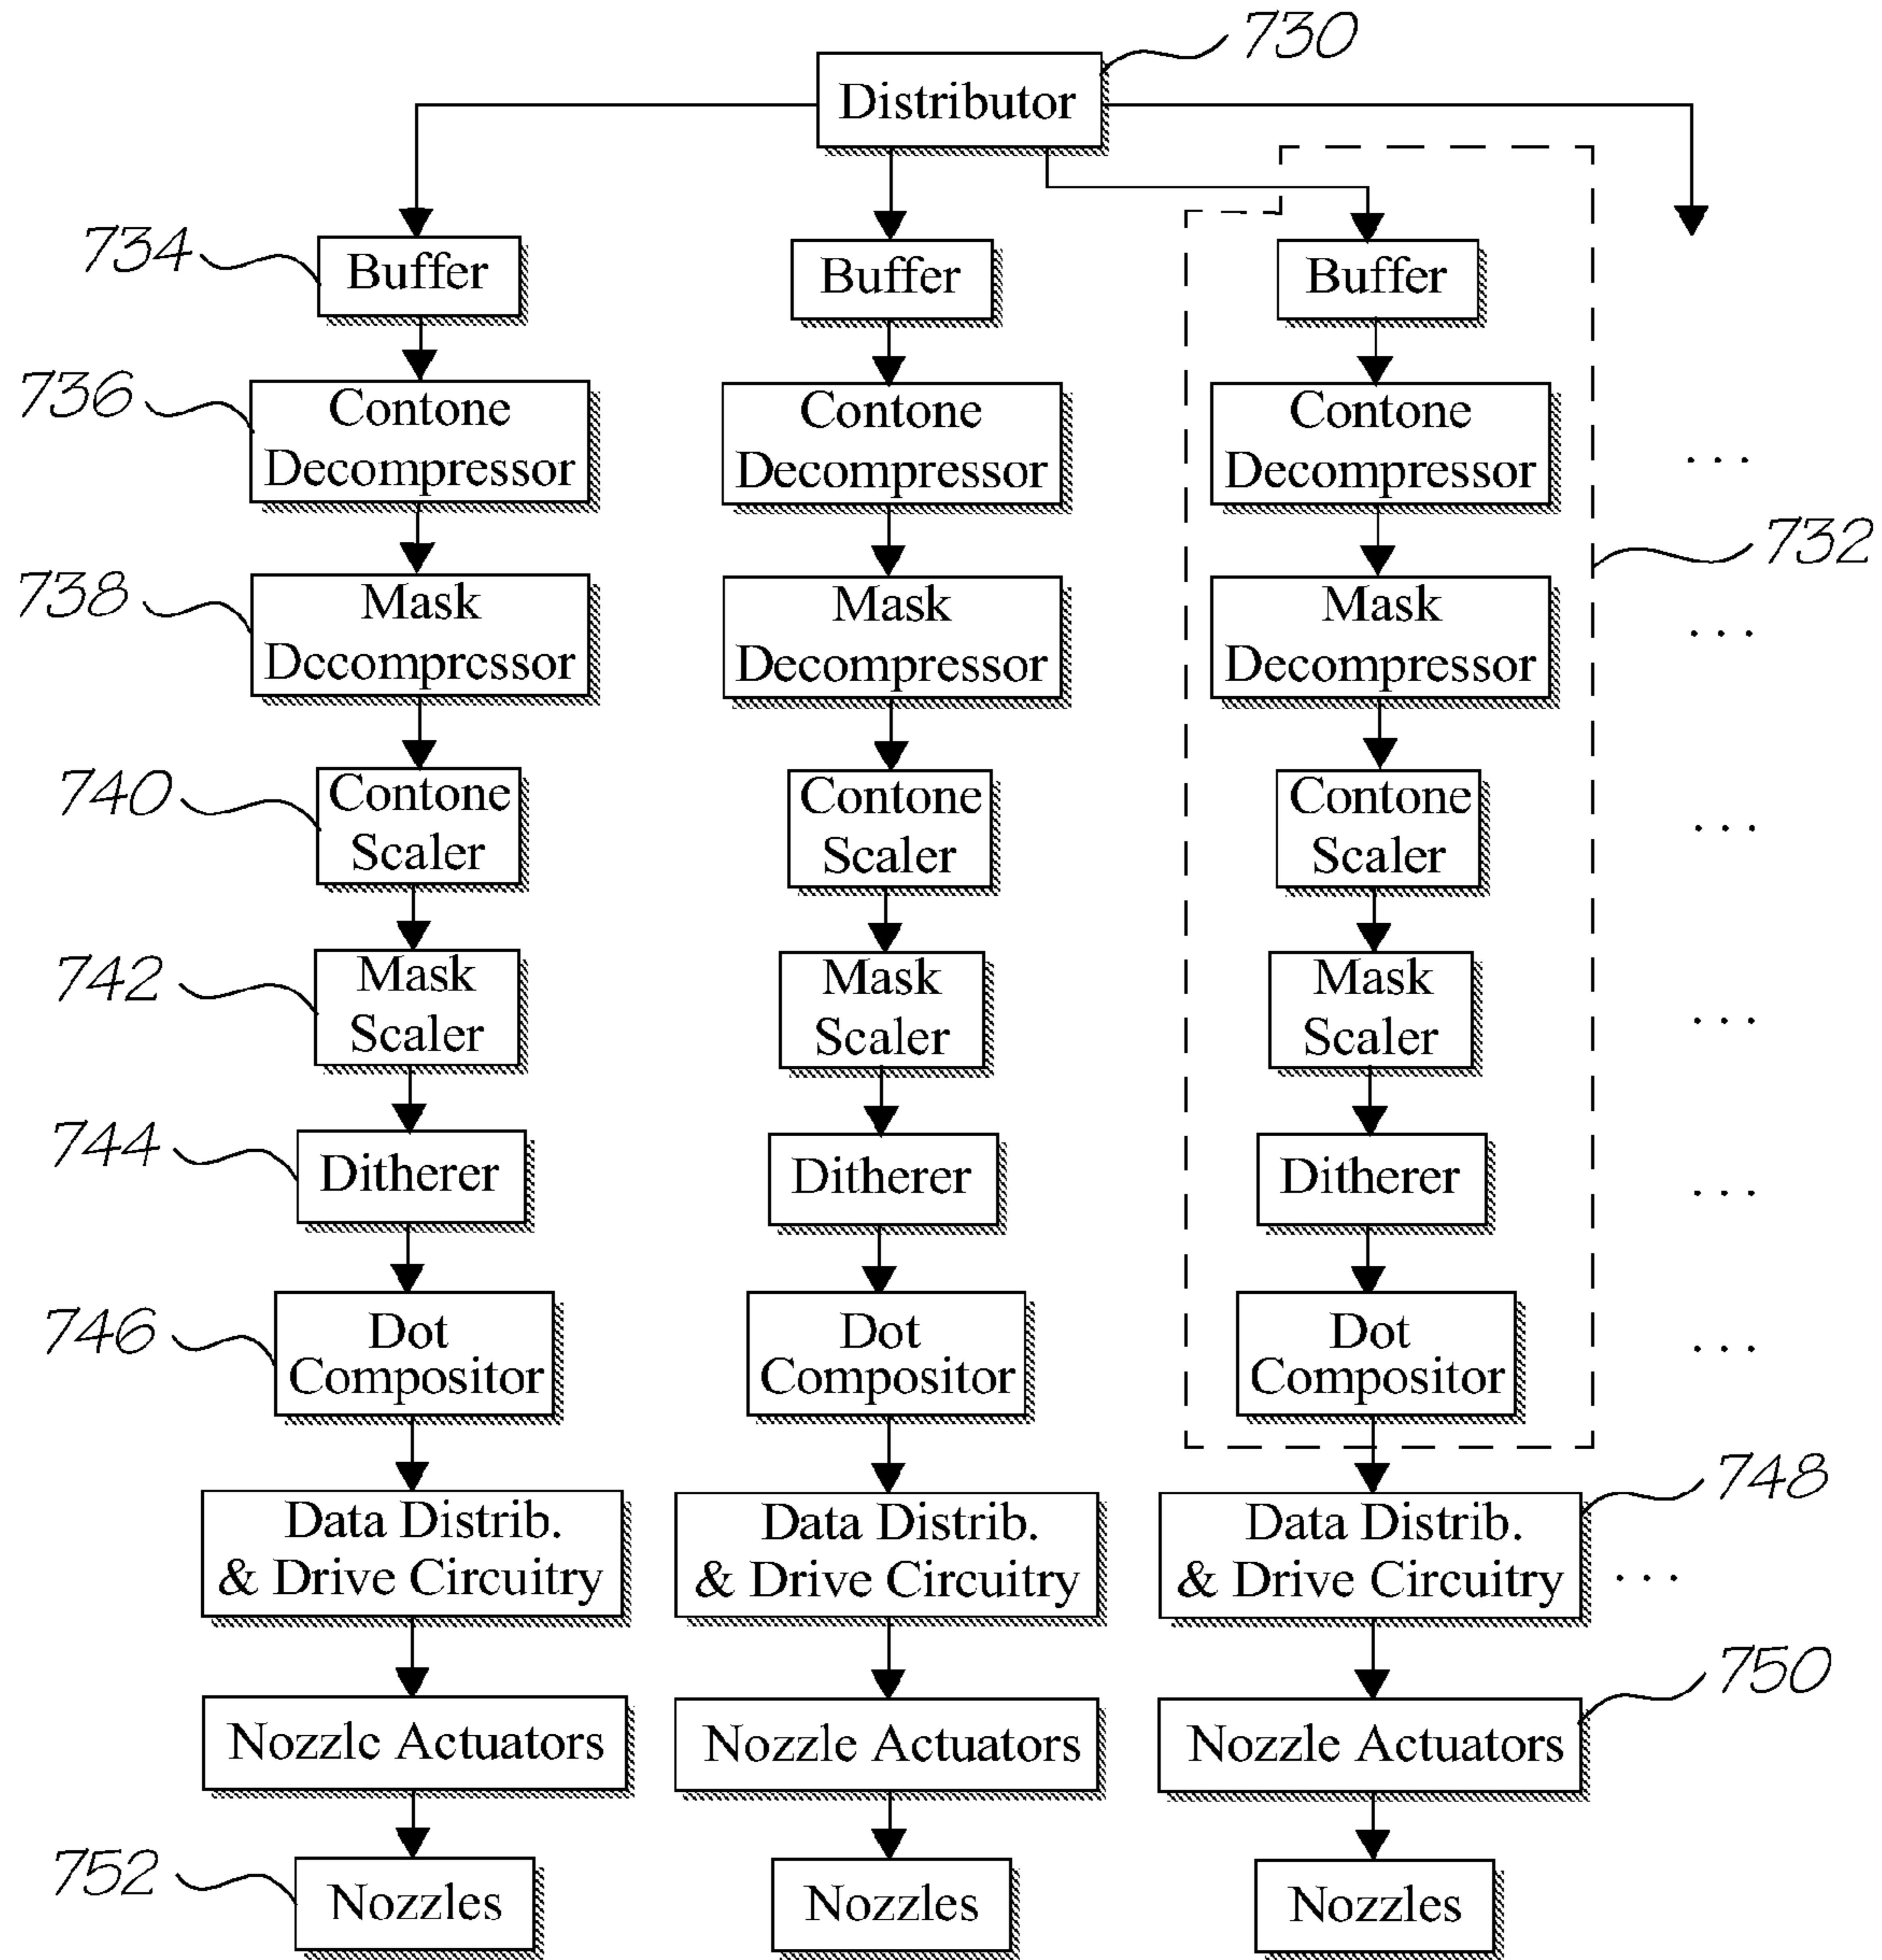 730
Distributor
734
Buffer
Buffer
Buffer
736
Contone
Decompressor
Contone
Decompressor
Contone
Decompressor
...
732
738
Mask
Dccomprcssor
Mask
Decompressor
Mask
Decompressor
...
740
Contone
Scaler
Contone
Scaler
Contone
Scaler
...
742
Mask
Scaler
Mask
Scaler
Mask
Scaler
...
744
Ditherer
Ditherer
Ditherer
...
746
Dot
Compositor
Dot
Compositor
Dot
Compositor
...
748
Data Distrib.
& Drive Circuitry
Data Distrib.
& Drive Circuitry
Data Distrib.
& Drive Circuitry
...
750
Nozzlc Actuators
Nozzle Actuators
Nozzle Actuators
752
Nozzles
Nozzles
Nozzles